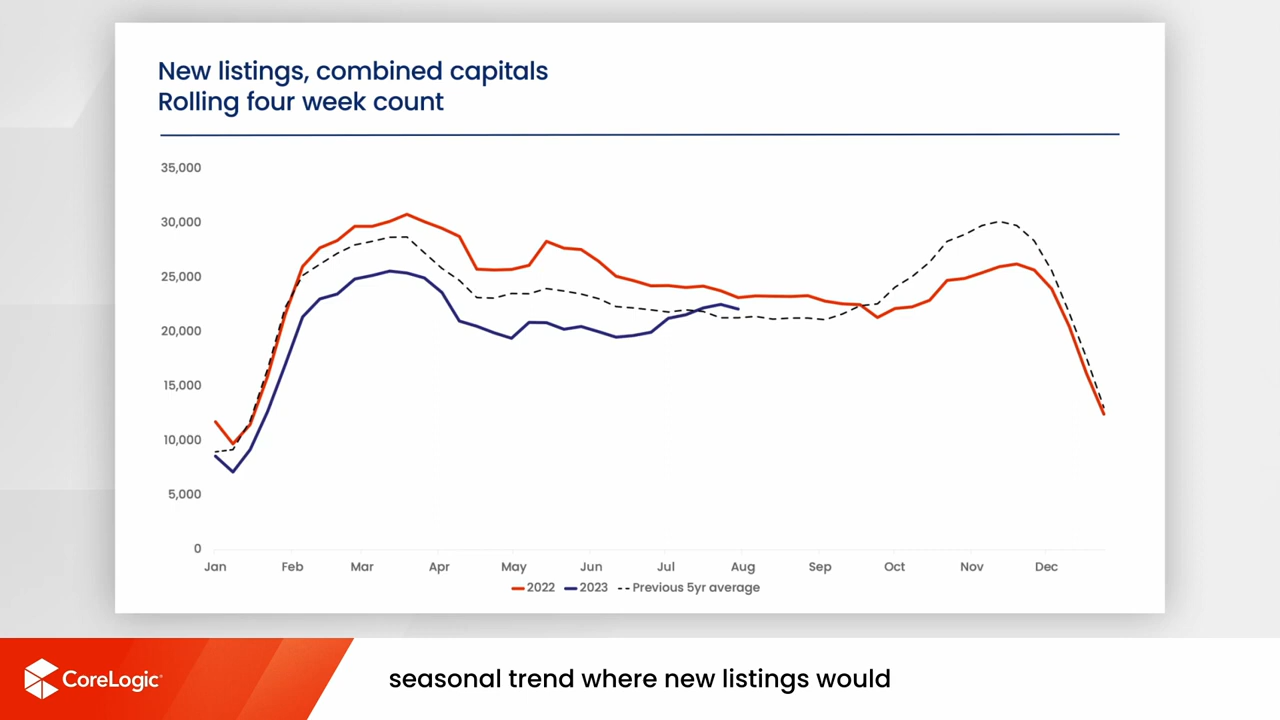 New listings, combined capitals
Rolling four week count
35,000
30,000
25,000
20,000
15,000
10,000
5,000
0
Jan Feb Mar Apr May Jun Jul Aug Sep Oct Nov Dec
2022 2023 Previous 5yr average
CoreLogic
seasonal trend where new listings would